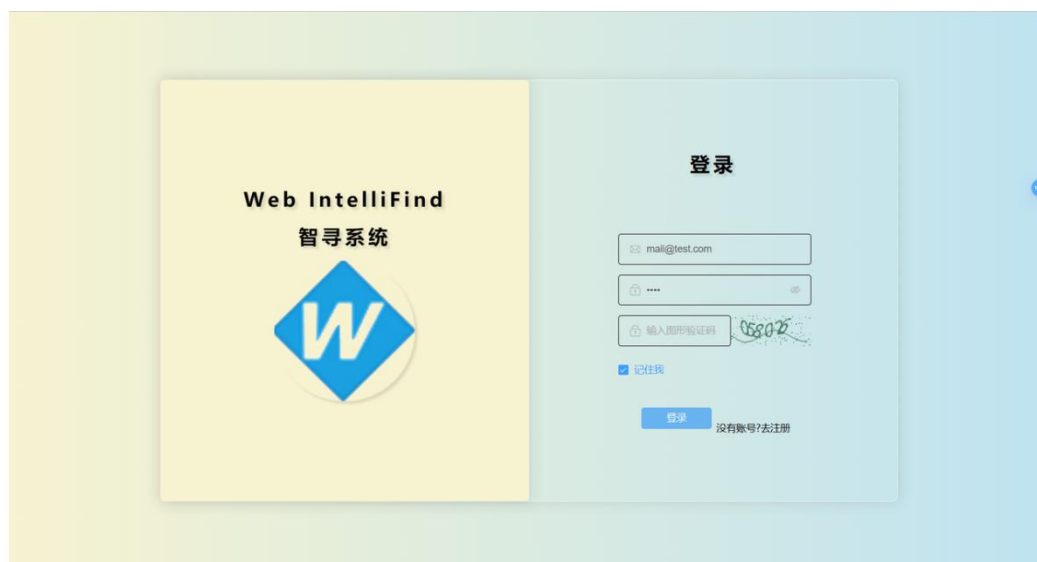 Web IntelliFind
智寻系统
W
登录
mail@test.com
••••
输入图形验证码
记住我
登录
没有账号?去注册